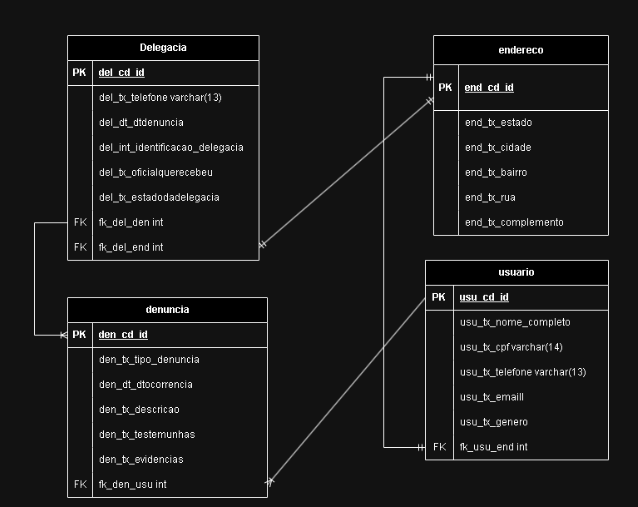 Delegacia
PK del_cd_id
del_tx_telefone varchar(13)
del_dt_dtdenuncia
del_int_identificacao_delegacia
del_tx_oficialquerecebeu
del_tx_estadodadelegacia
FK fk_del_den int
FK fk_del_end int
endereco
PK end_cd_id
end_tx_estado
end_tx_cidade
end_tx_bairro
end_tx_rua
end_tx_complemento
denuncia
PK den_cd_id
den_tx_tipo_denuncia
den_dt_dtocorrencia
den_tx_descricao
den_tx_testemunhas
den_tx_evidencias
FK fk_den_usu int
usuario
PK usu_cd_id
usu_tx_nome_completo
usu_tx_cpf varchar(14)
usu_tx_telefone varchar(13)
usu_tx_emaill
usu_tx_genero
FK fk_usu_end int